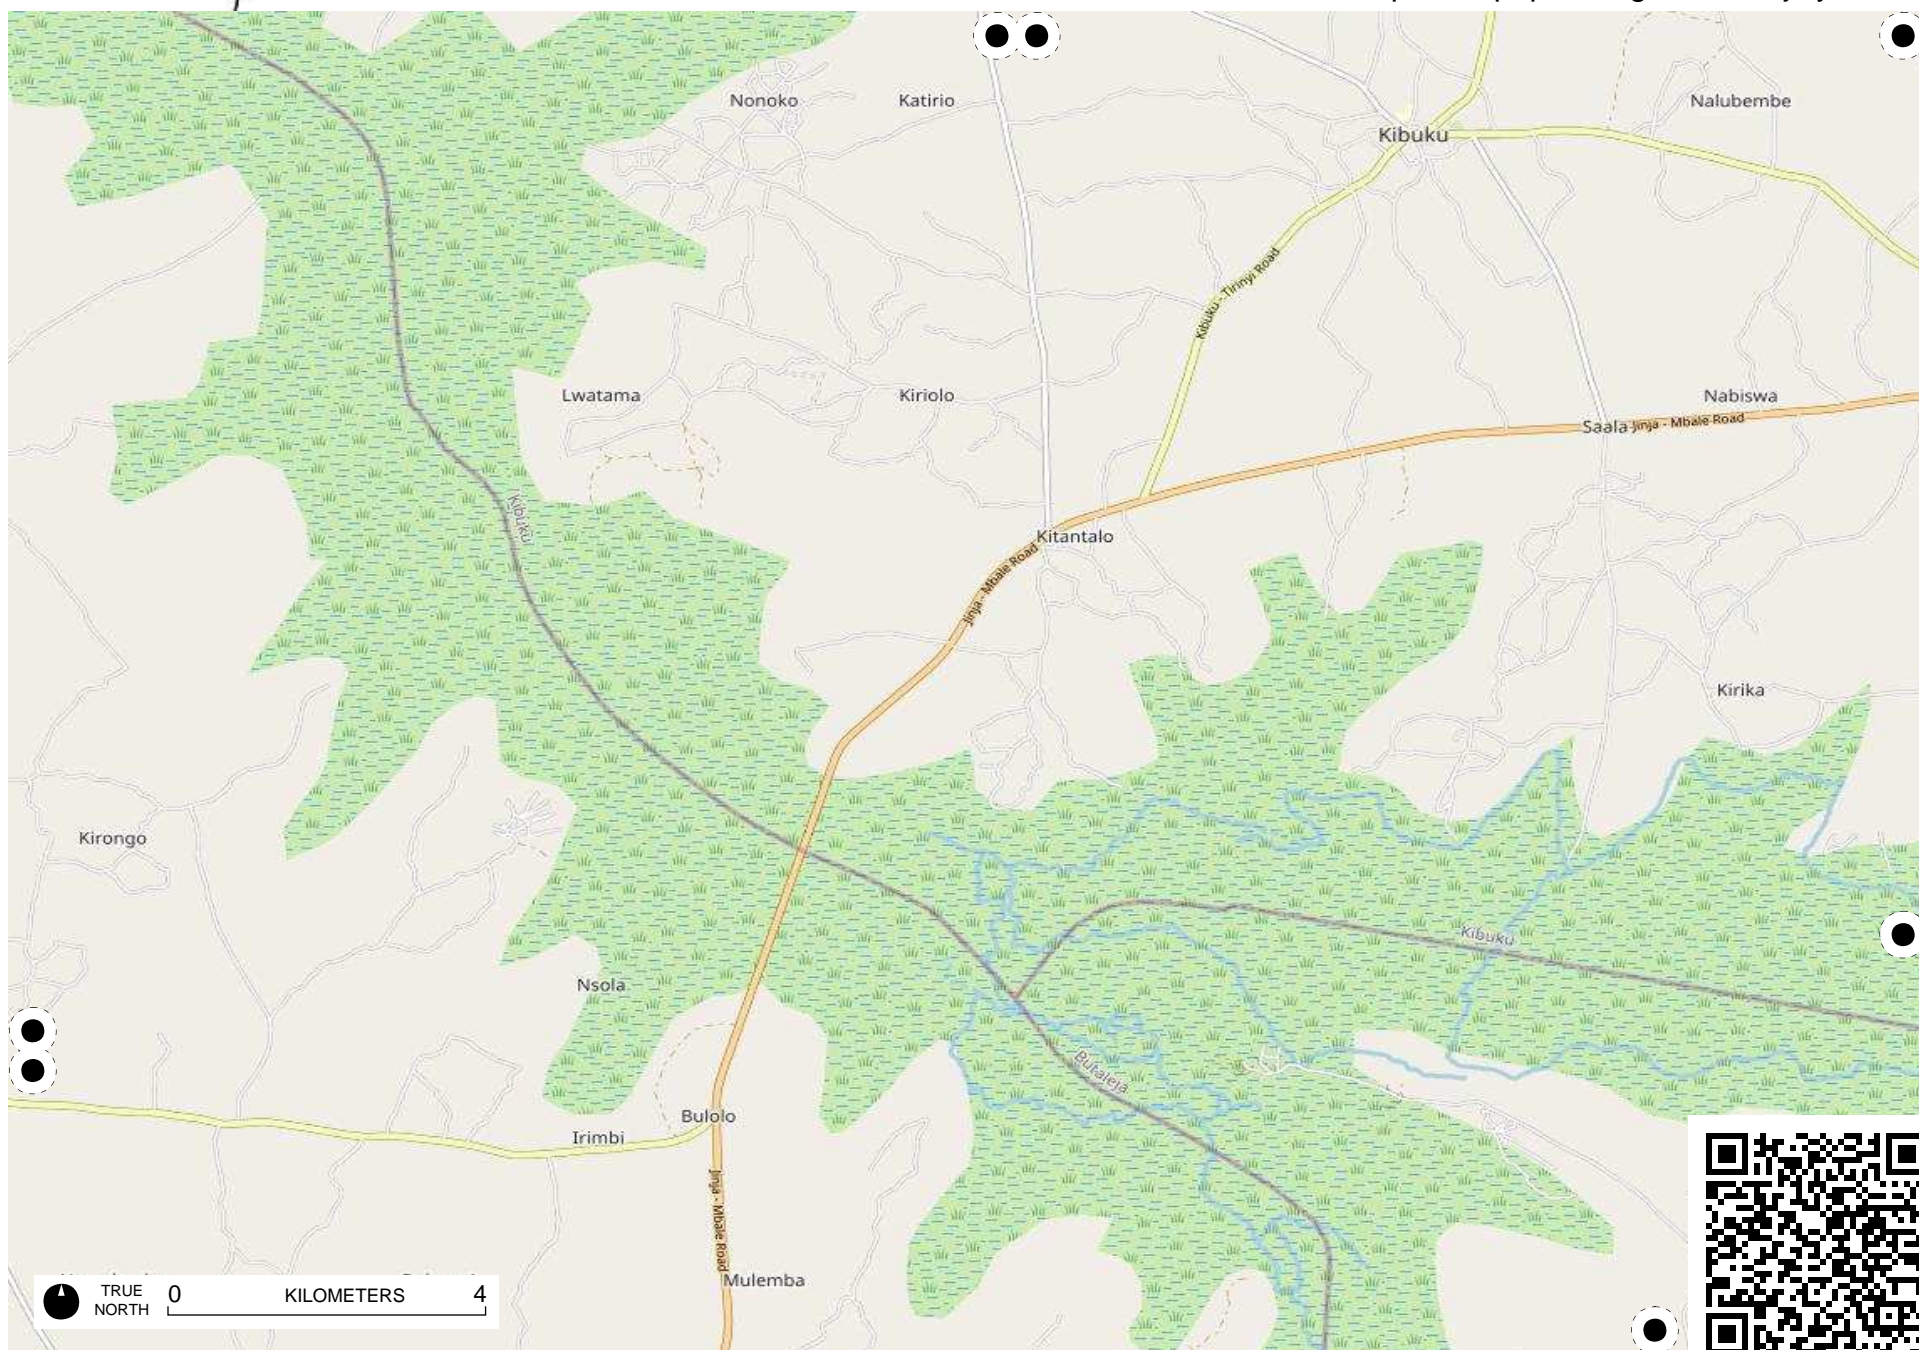 Nonoko
Katirio
Kibuku
Nalubembe
Kibuku - Tirinyi Road
Lwatama
Kiriolo
Nabiswa
Saala
Jinja - Mbale Road
Kibuku
Kitantalo
Jinja - Mbale Road
Kirika
Kirongo
Kibuku
Nsola
Butaleja
Bulolo
Irimbi
Jinja - Mbale Road
Mulemba
TRUE
NORTH
0 KILOMETERS 4